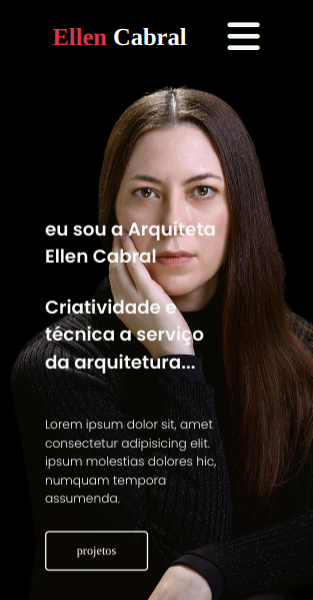 Ellen Cabral
eu sou a Arquiteta
Ellen Cabral
Criatividade e
técnica a serviço
da arquitetura...
Lorem ipsum dolor sit, amet
consectetur adipisicing elit.
ipsum molestias dolores hic,
numquam tempora
assumenda.
projetos